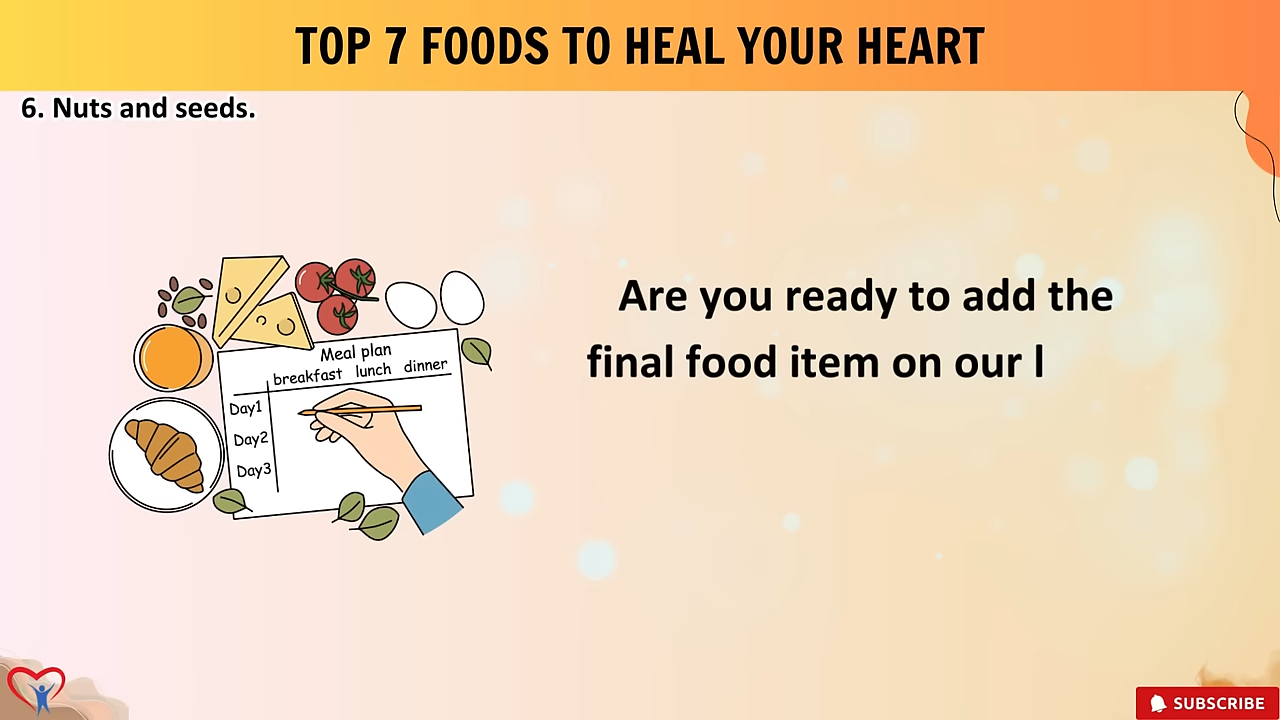 TOP 7 FOODS TO HEAL YOUR HEART
6. Nuts and seeds.
Are you ready to add the
final food item on our l
Meal plan
breakfast lunch dinner
Day1
Day2
Day3
SUBSCRIBE